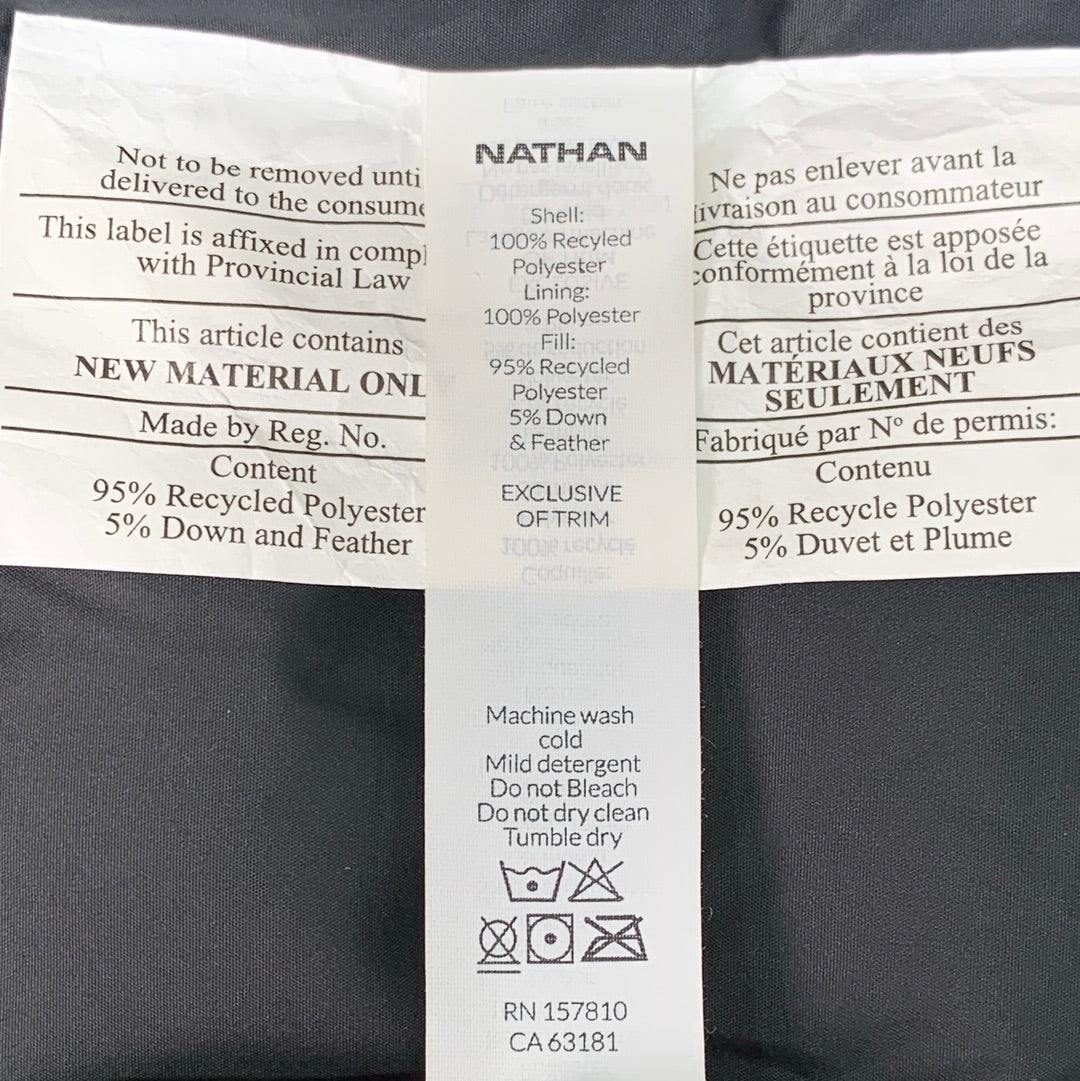 Not to be removed unti
delivered to the consume
This label is affixed in compl
with Provincial Law
This article contains
NEW MATERIAL ONL
Made by Reg. No.
Content
95% Recycled Polyester
5% Down and Feather
NATHAN
Shell:
100% Recyled
Polyester
Lining:
100% Polyester
Fill:
95% Recycled
Polyester
5% Down
& Feather
EXCLUSIVE
OF TRIM
Machine wash
cold
Mild detergent
Do not Bleach
Do not dry clean
Tumble dry
RN 157810
CA 63181
Ne pas enlever avant la
livraison au consommateur
Cette étiquette est apposée
conformément à la loi de la
province
Cet article contient des
MATÉRIAUX NEUFS
SEULEMENT
Fabriqué par Nº de permis:
Contenu
95% Recycle Polyester
5% Duvet et Plume